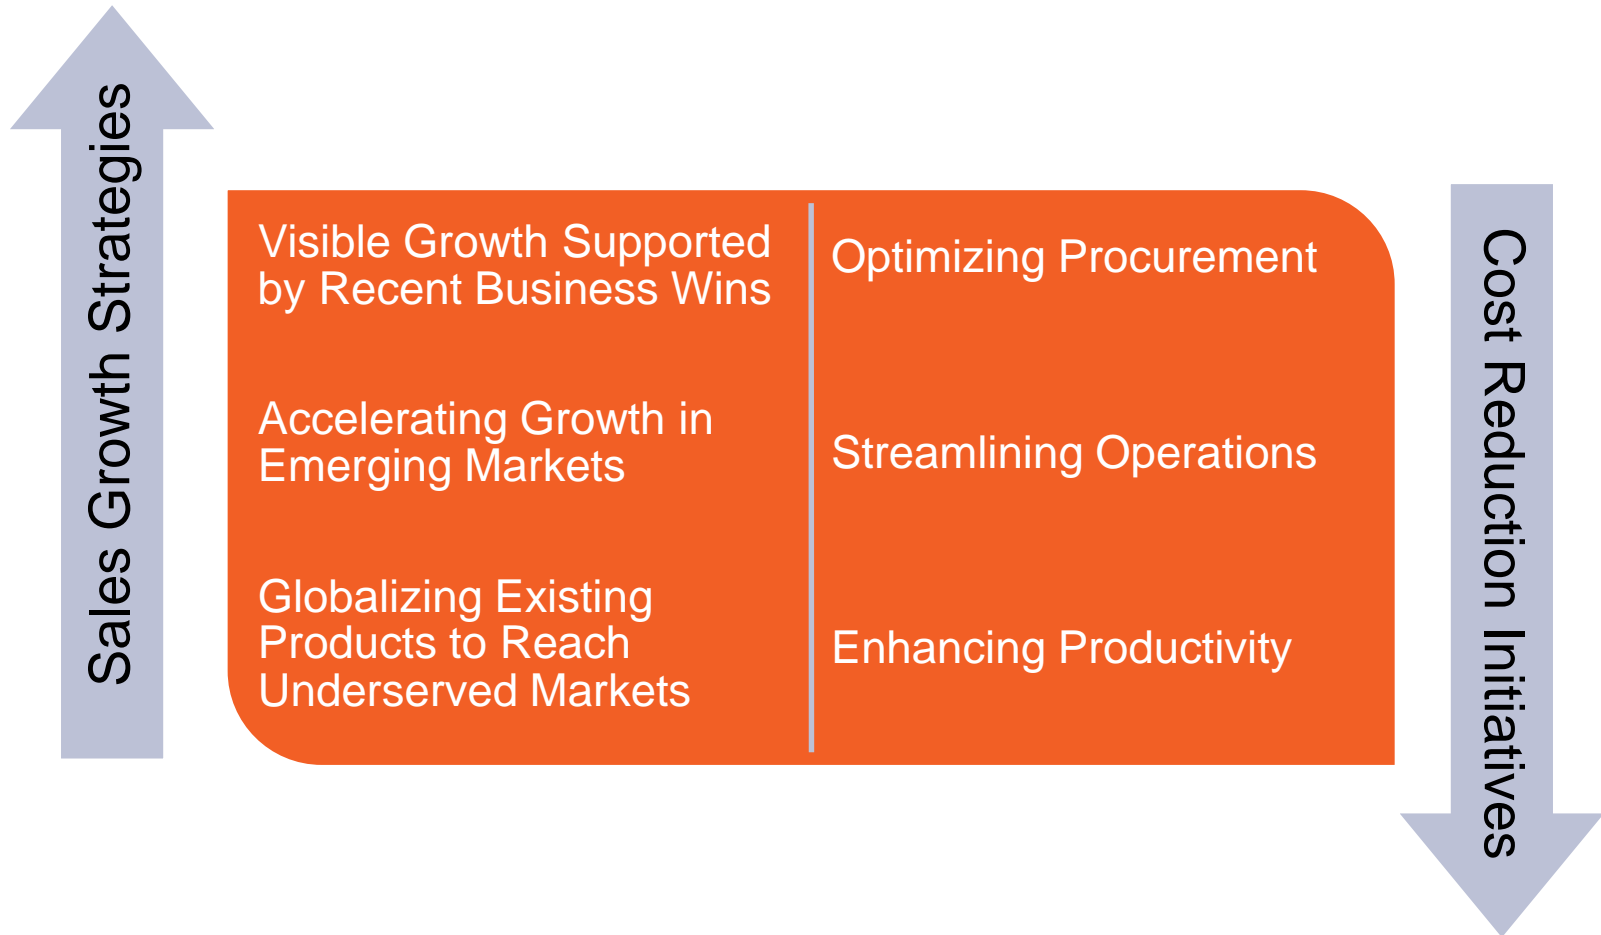 Sales Growth Strategies
Visible Growth Supported
by Recent Business Wins
Accelerating Growth in
Emerging Markets
Globalizing Existing
Products to Reach
Underserved Markets
Optimizing Procurement
Streamlining Operations
Enhancing Productivity
Cost Reduction Initiatives